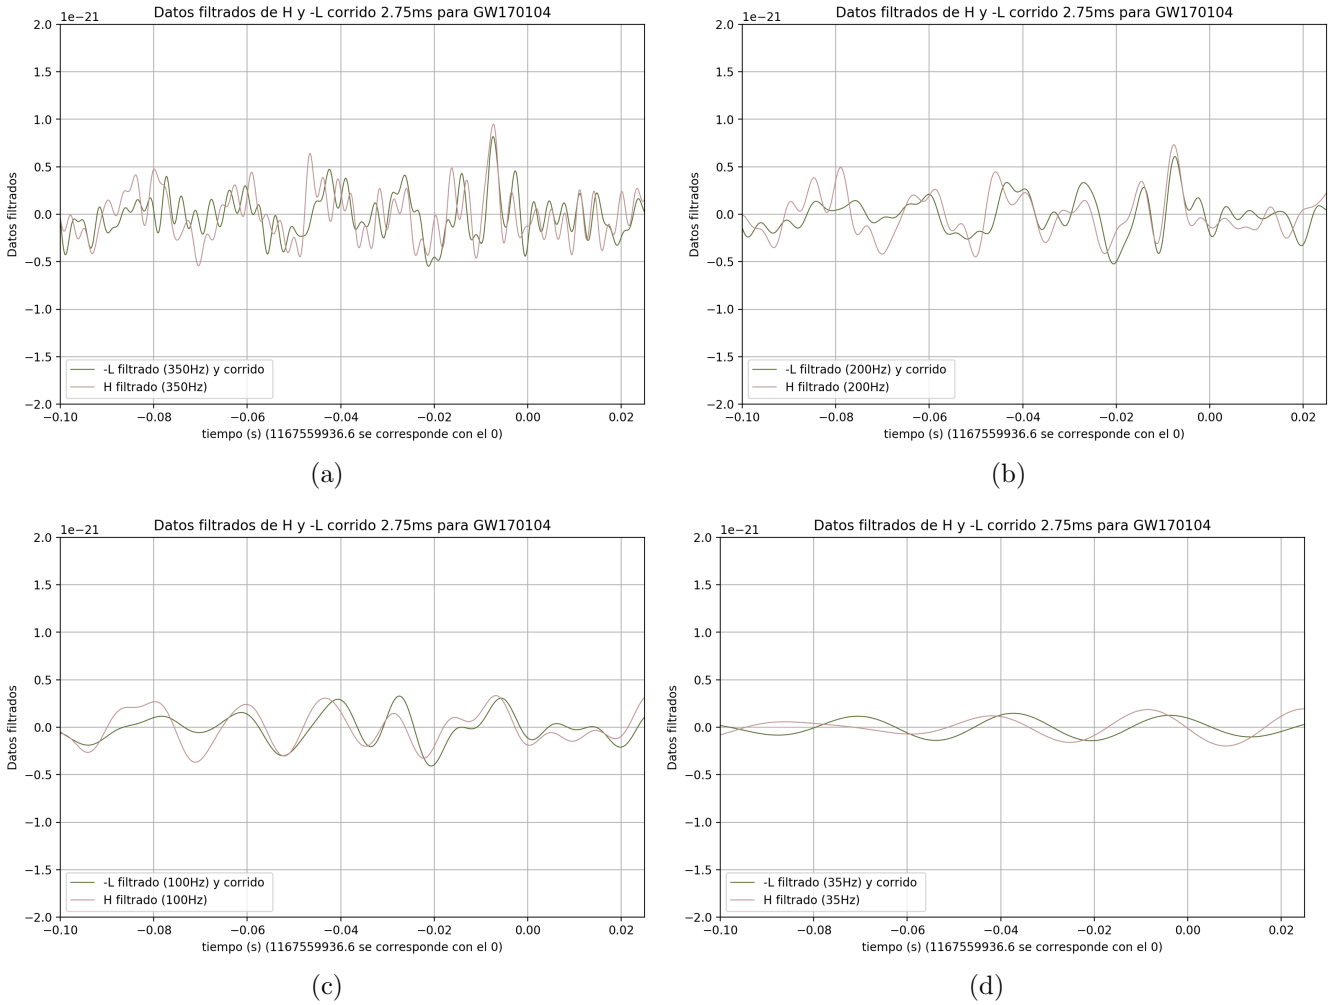 Datos filtrados de H y -L corrido 2.75ms para GW170104
1e−21
2.0
1.5
1.0
0.5
0.0
−0.5
−1.0
−1.5
−2.0
Datos filtrados
-L filtrado (350Hz) y corrido
H filtrado (350Hz)
−0.10 −0.08 −0.06 −0.04 −0.02 0.00 0.02
tiempo (s) (1167559936.6 se corresponde con el 0)
(a)
Datos filtrados de H y -L corrido 2.75ms para GW170104
1e−21
2.0
1.5
1.0
0.5
0.0
−0.5
−1.0
−1.5
−2.0
Datos filtrados
-L filtrado (200Hz) y corrido
H filtrado (200Hz)
−0.10 −0.08 −0.06 −0.04 −0.02 0.00 0.02
tiempo (s) (1167559936.6 se corresponde con el 0)
(b)
Datos filtrados de H y -L corrido 2.75ms para GW170104
1e−21
2.0
1.5
1.0
0.5
0.0
−0.5
−1.0
−1.5
−2.0
Datos filtrados
-L filtrado (100Hz) y corrido
H filtrado (100Hz)
−0.10 −0.08 −0.06 −0.04 −0.02 0.00 0.02
tiempo (s) (1167559936.6 se corresponde con el 0)
(c)
Datos filtrados de H y -L corrido 2.75ms para GW170104
1e−21
2.0
1.5
1.0
0.5
0.0
−0.5
−1.0
−1.5
−2.0
Datos filtrados
-L filtrado (35Hz) y corrido
H filtrado (35Hz)
−0.10 −0.08 −0.06 −0.04 −0.02 0.00 0.02
tiempo (s) (1167559936.6 se corresponde con el 0)
(d)